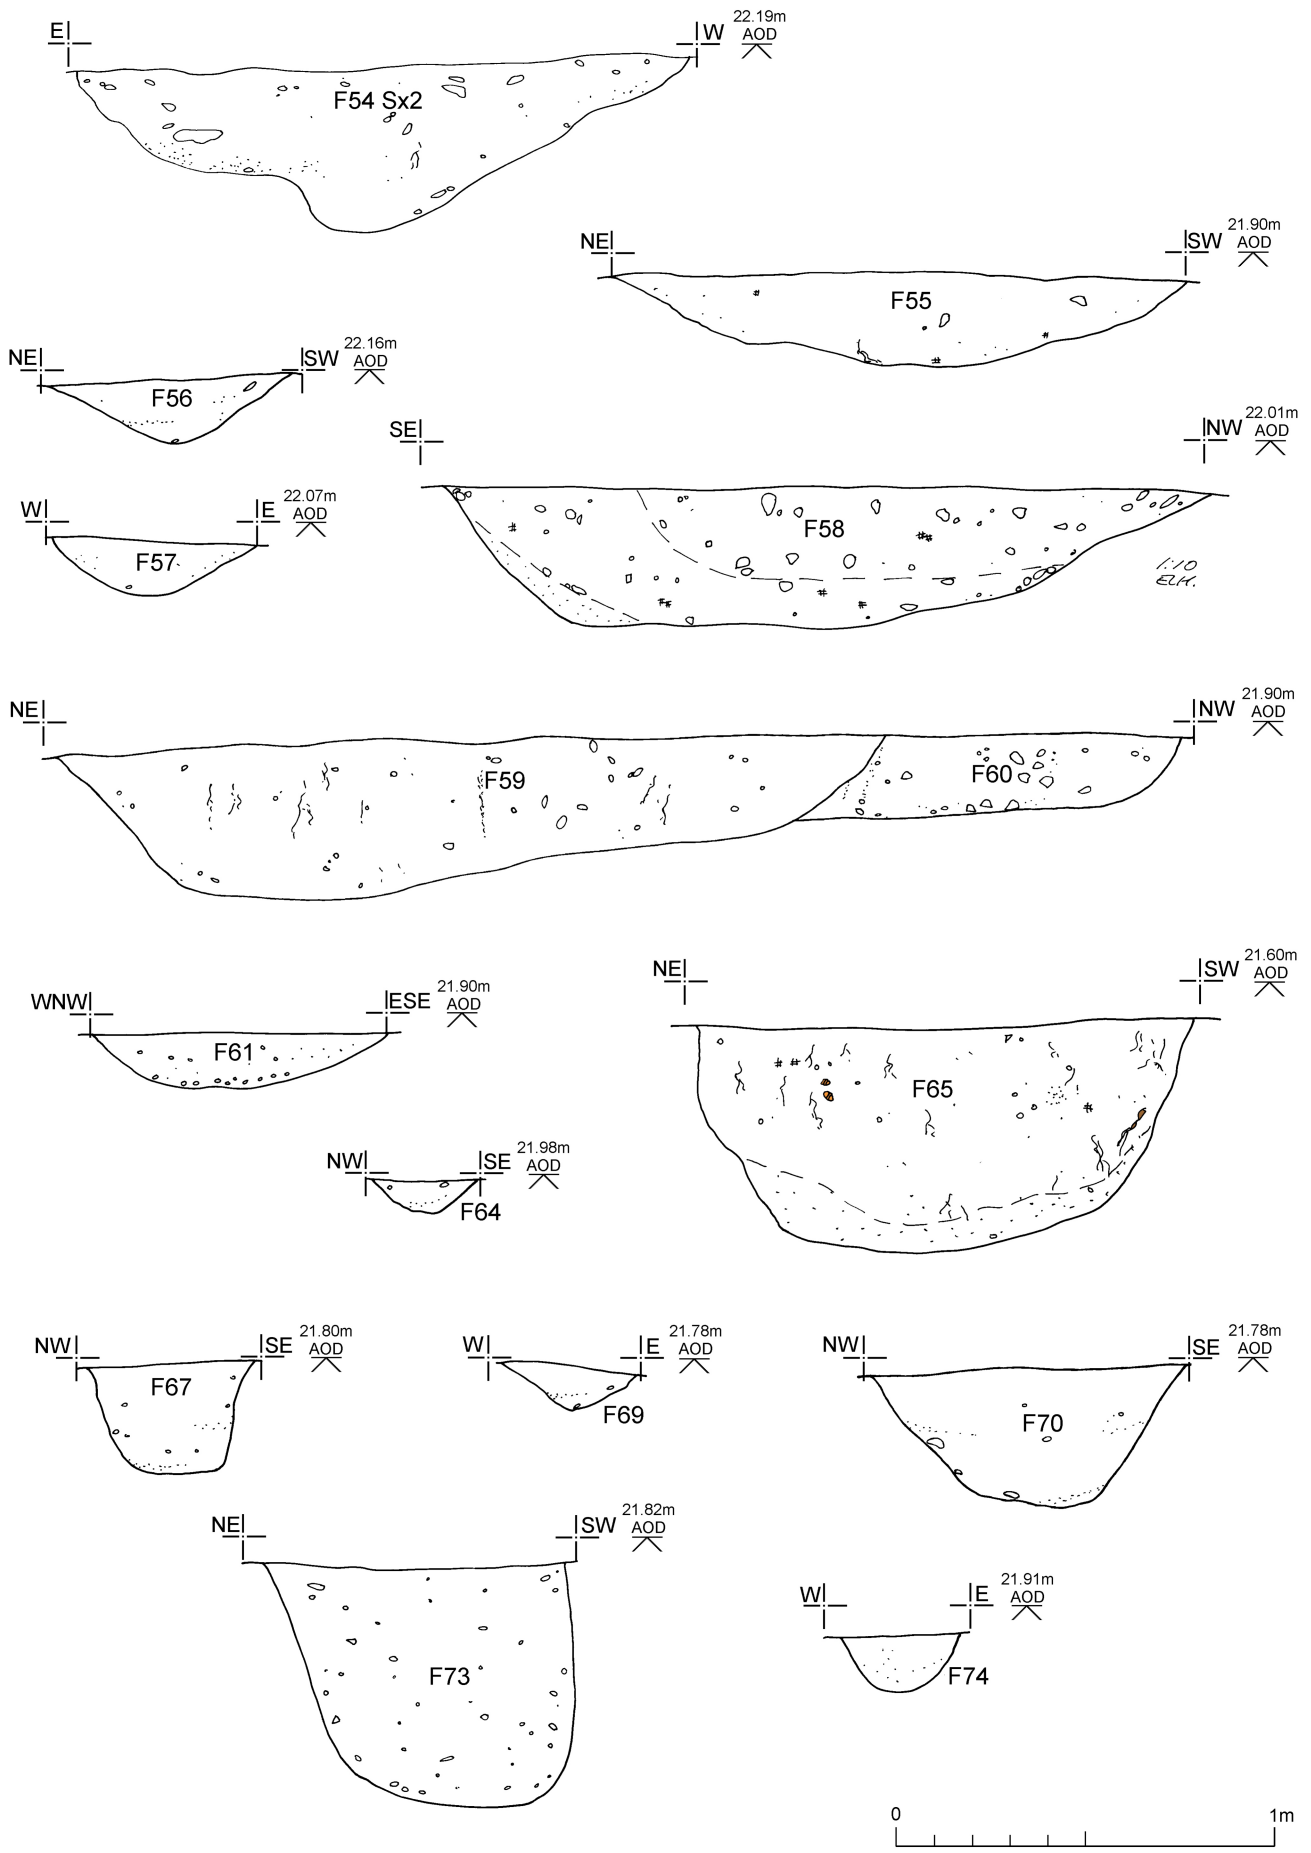 E W 22.19m
AOD
F54 Sx2
NE SW 21.90m
AOD
F55
NE SW 22.16m
AOD
F56
SE NW 22.01m
AOD
F58
1:10
ELH.
W E 22.07m
AOD
F57
NE NW 21.90m
AOD
F59 F60
WNW ESE 21.90m
AOD
F61
NE SW 21.60m
AOD
F65
NW SE 21.98m
AOD
F64
NW SE 21.80m
AOD
F67
W E 21.78m
AOD
F69
NW SE 21.78m
AOD
F70
NE SW 21.82m
AOD
F73
W E 21.91m
AOD
F74
0 1m